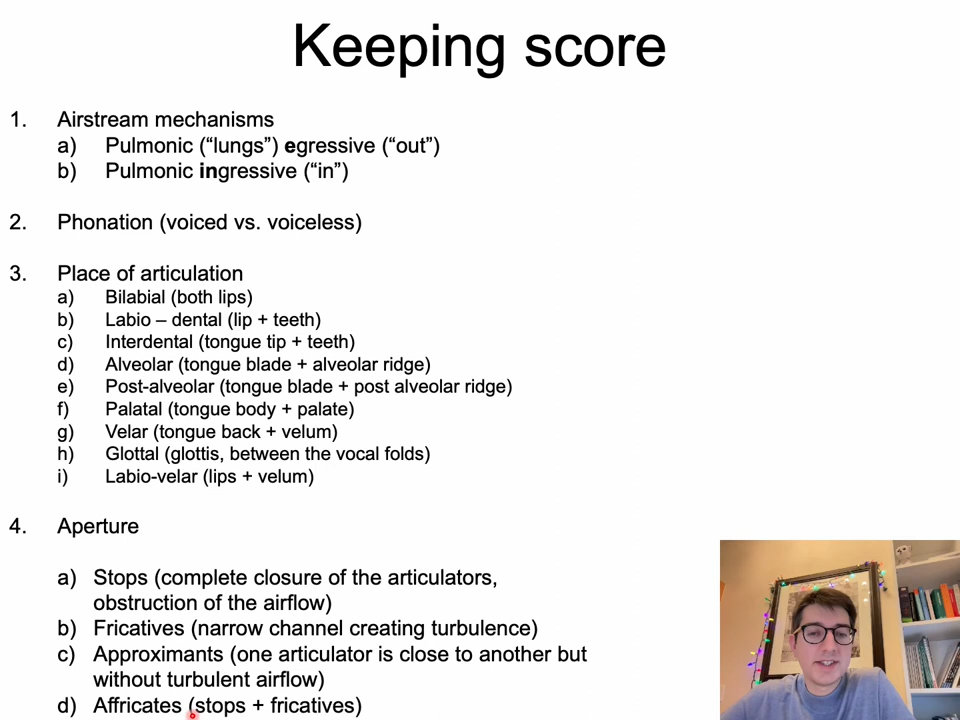 Keeping score
1. Airstream mechanisms
a) Pulmonic (“lungs”) egressive (“out”)
b) Pulmonic ingressive (“in”)
2. Phonation (voiced vs. voiceless)
3. Place of articulation
a) Bilabial (both lips)
b) Labio – dental (lip + teeth)
c) Interdental (tongue tip + teeth)
d) Alveolar (tongue blade + alveolar ridge)
e) Post-alveolar (tongue blade + post alveolar ridge)
f) Palatal (tongue body + palate)
g) Velar (tongue back + velum)
h) Glottal (glottis, between the vocal folds)
i) Labio-velar (lips + velum)
4. Aperture
a) Stops (complete closure of the articulators,
obstruction of the airflow)
b) Fricatives (narrow channel creating turbulence)
c) Approximants (one articulator is close to another but
without turbulent airflow)
d) Affricates (stops + fricatives)